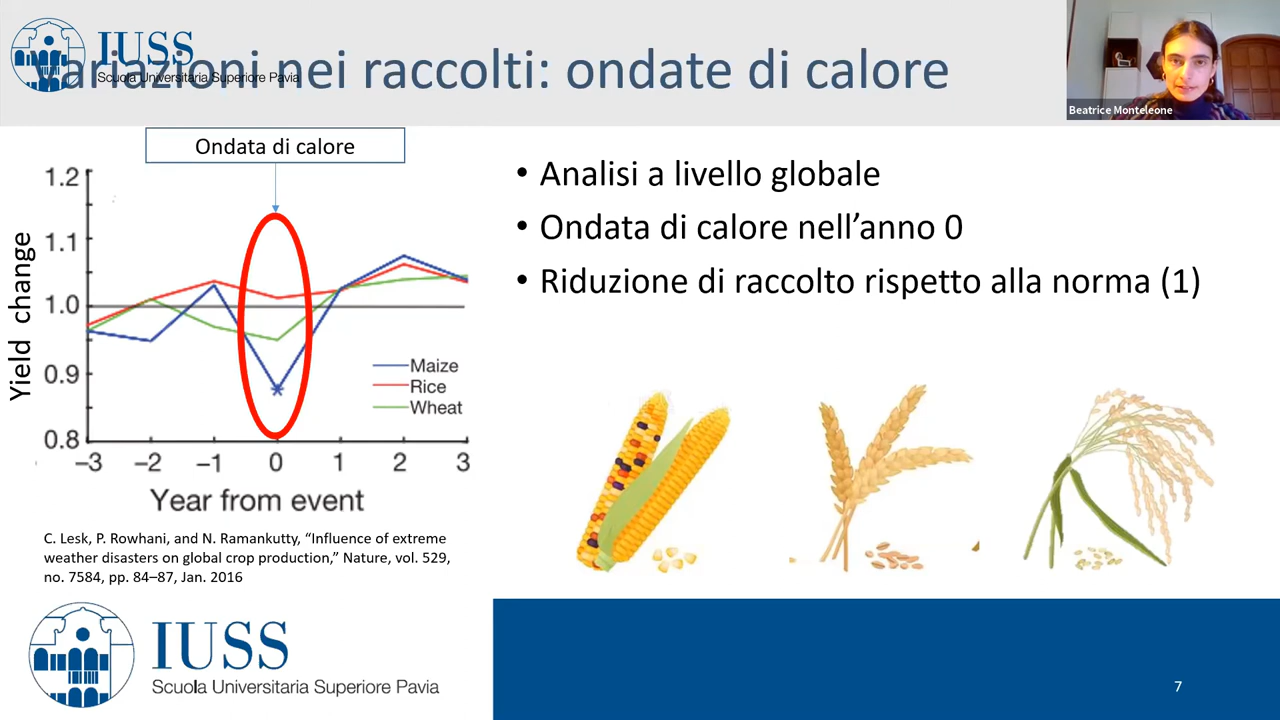 IUSS
Scuola Universitaria Superiore Pavia
Variazioni nei raccolti: ondate di calore
Beatrice Monteleone
Ondata di calore
1.2
1.1
1.0
0.9
0.8
Yield change
Maize
Rice
Wheat
−3 −2 −1 0 1 2 3
Year from event
C. Lesk, P. Rowhani, and N. Ramankutty, “Influence of extreme
weather disasters on global crop production,” Nature, vol. 529,
no. 7584, pp. 84–87, Jan. 2016
• Analisi a livello globale
• Ondata di calore nell’anno 0
• Riduzione di raccolto rispetto alla norma (1)
IUSS
Scuola Universitaria Superiore Pavia
7